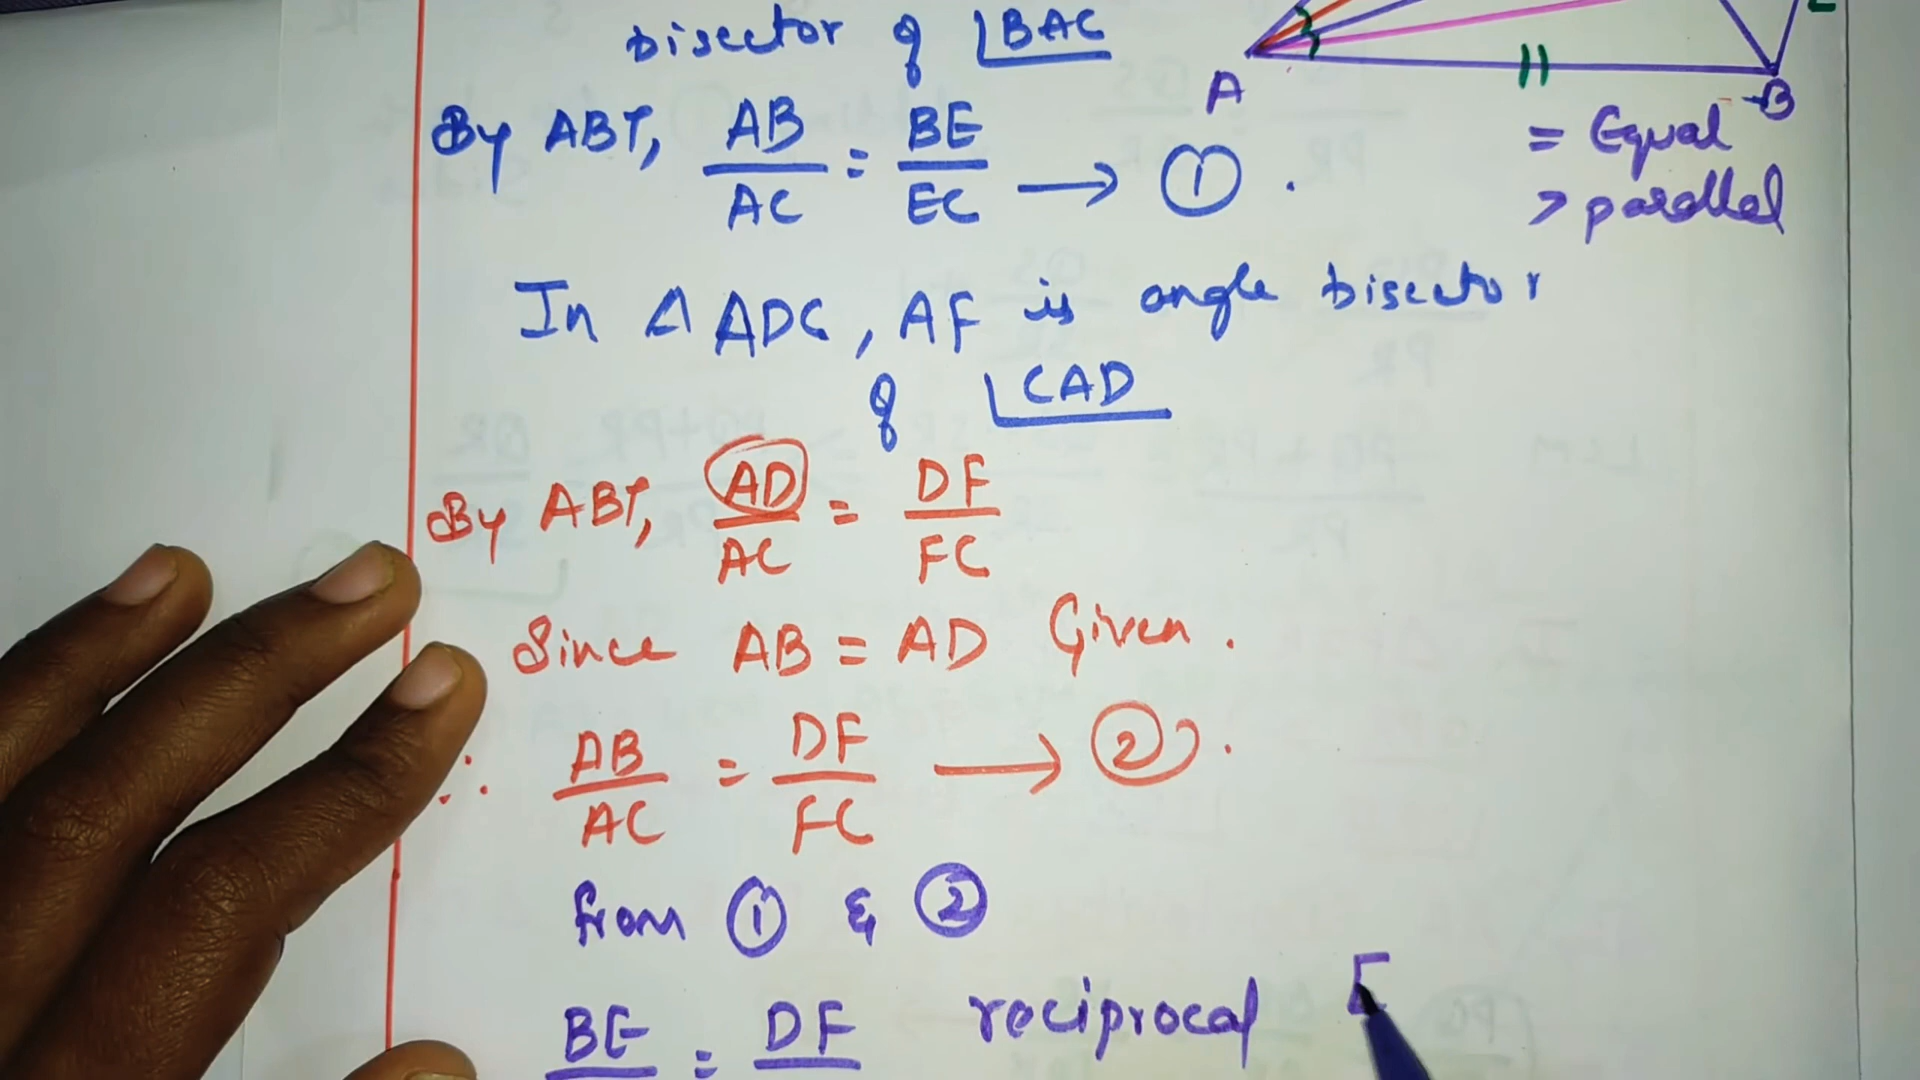 bisector of ∠BAC
A
B
= Equal
> parallel
By ABT, AB/AC = BE/EC → ①.
In △ ADC, AF is angle bisector
of ∠CAD
By ABT, AD/AC = DF/FC
Since AB = AD Given.
∴ AB/AC = DF/FC → ②.
from ① & ②
BE = DF reciprocal E